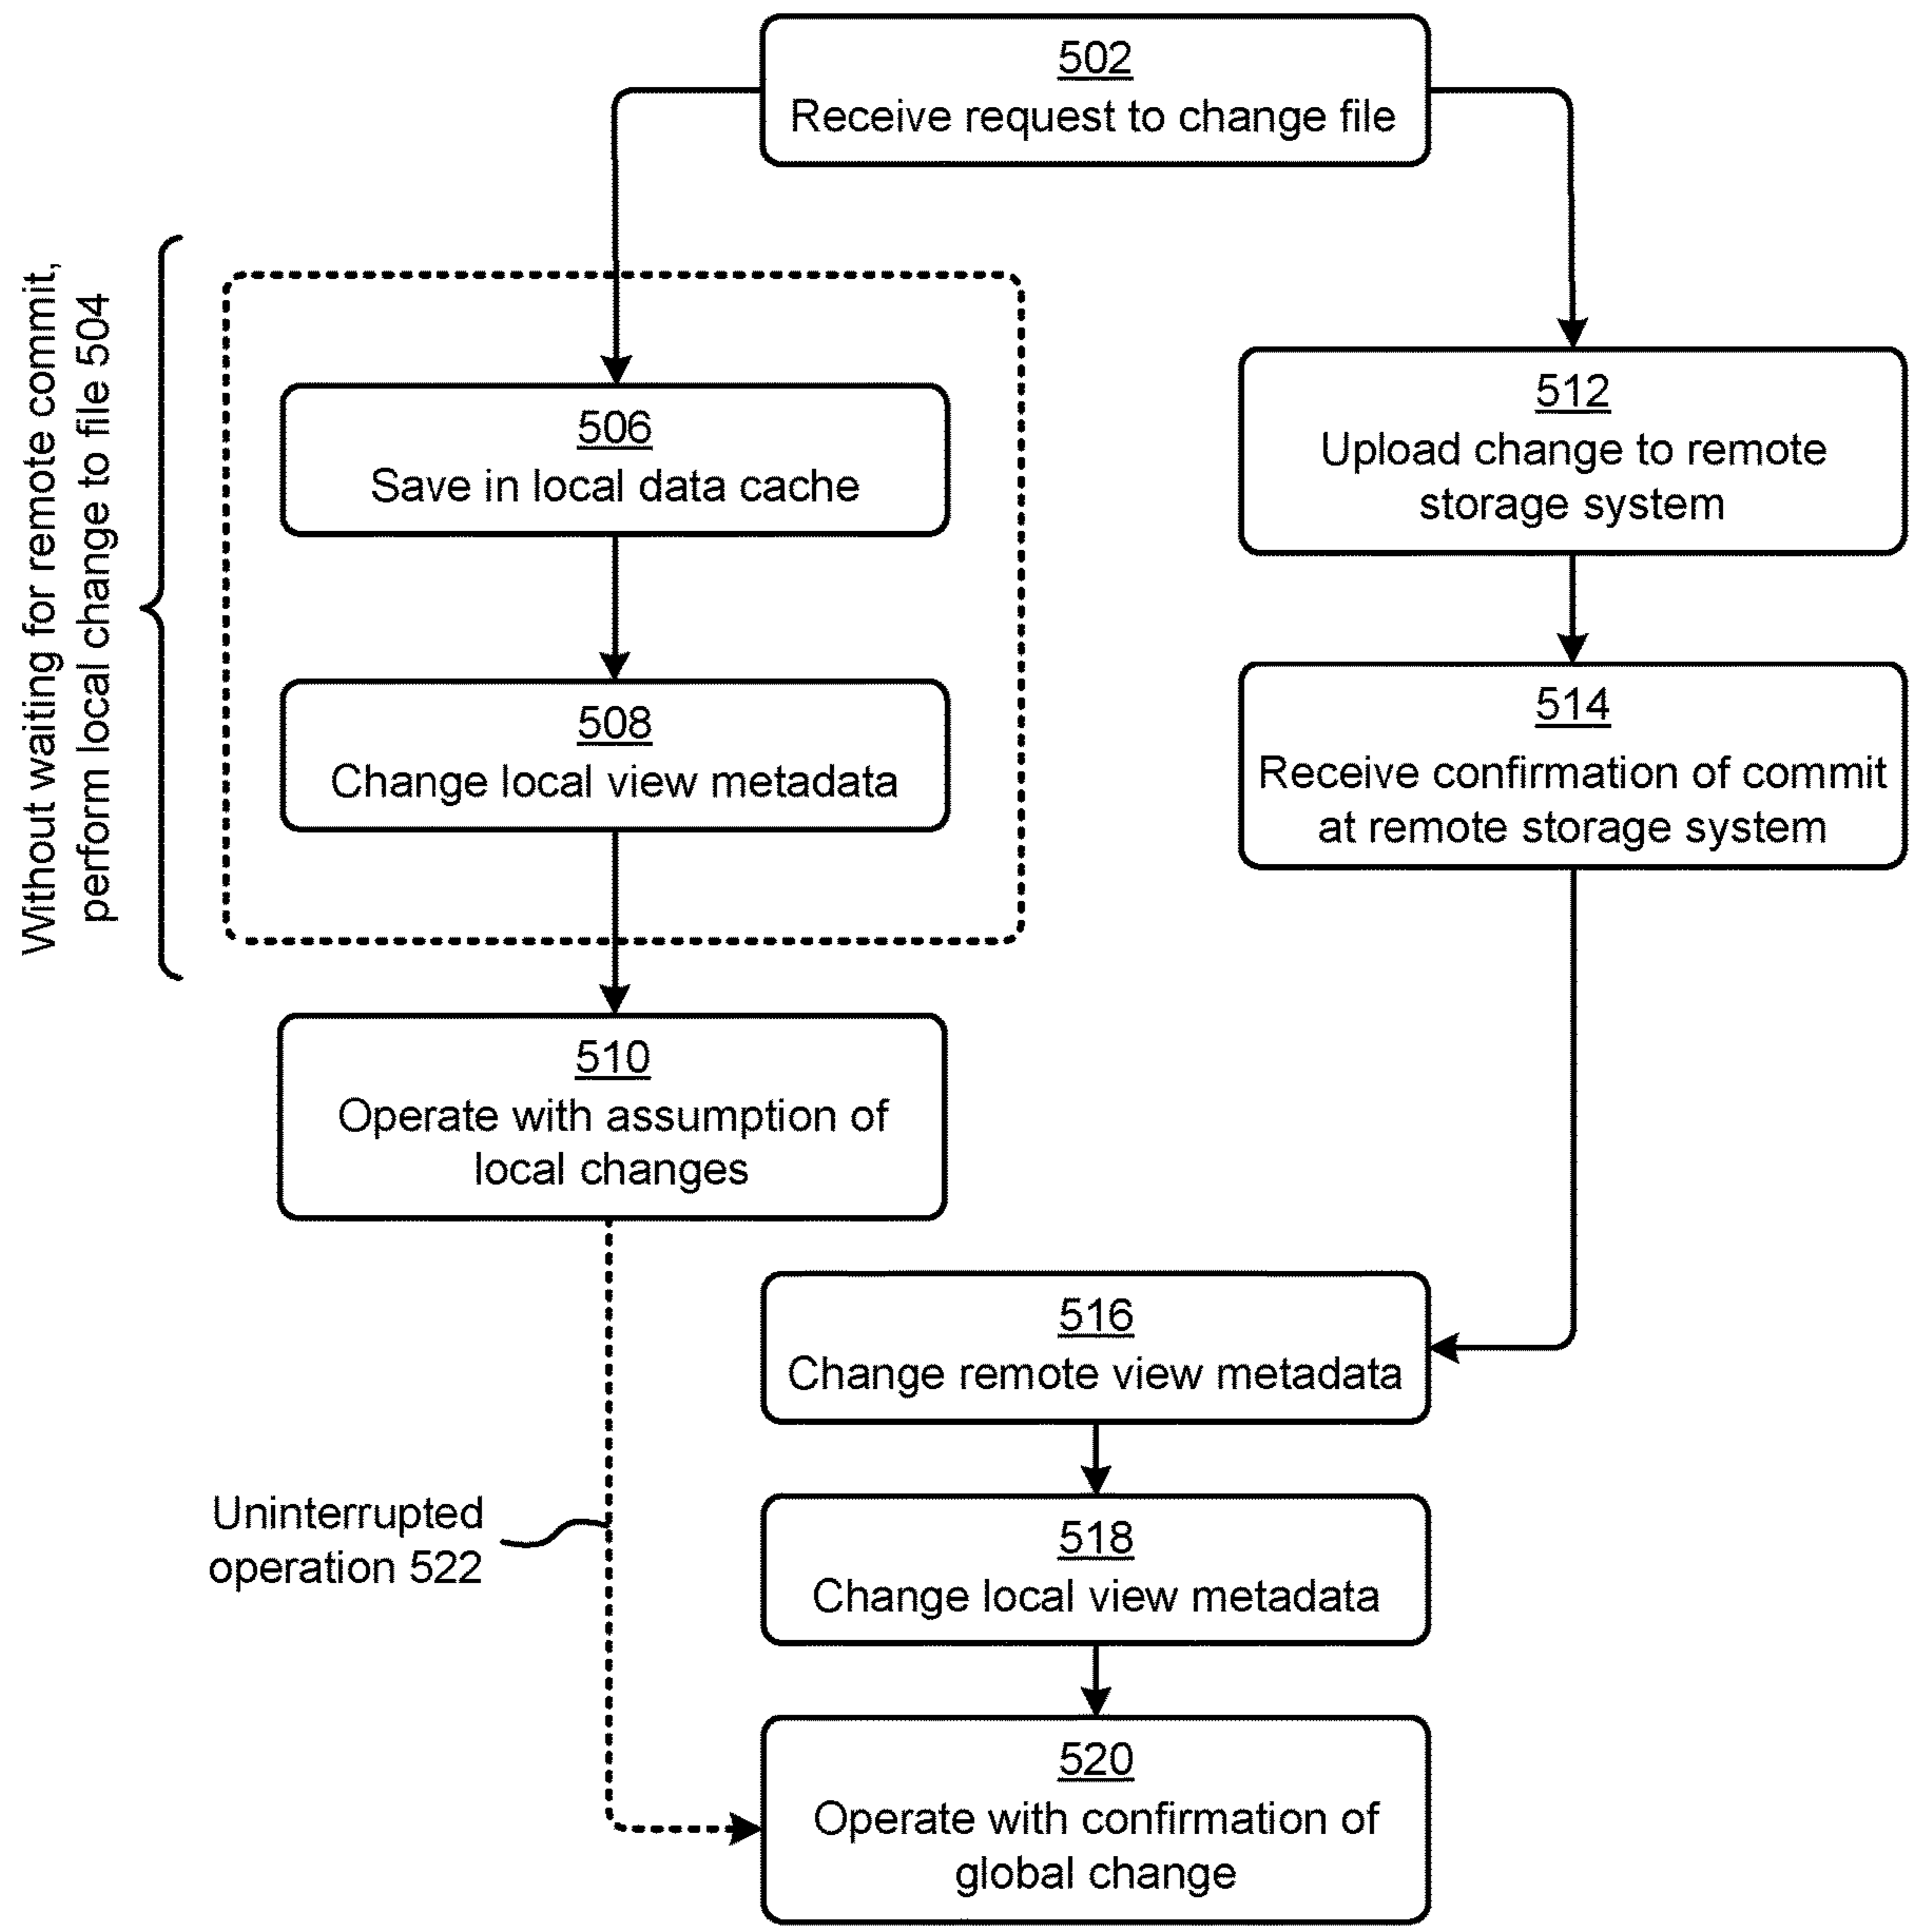 502
Receive request to change file
Without waiting for remote commit,
perform local change to file 504
506
Save in local data cache
508
Change local view metadata
510
Operate with assumption of
local changes
512
Upload change to remote
storage system
514
Receive confirmation of commit
at remote storage system
516
Change remote view metadata
518
Change local view metadata
Uninterrupted
operation 522
520
Operate with confirmation of
global change